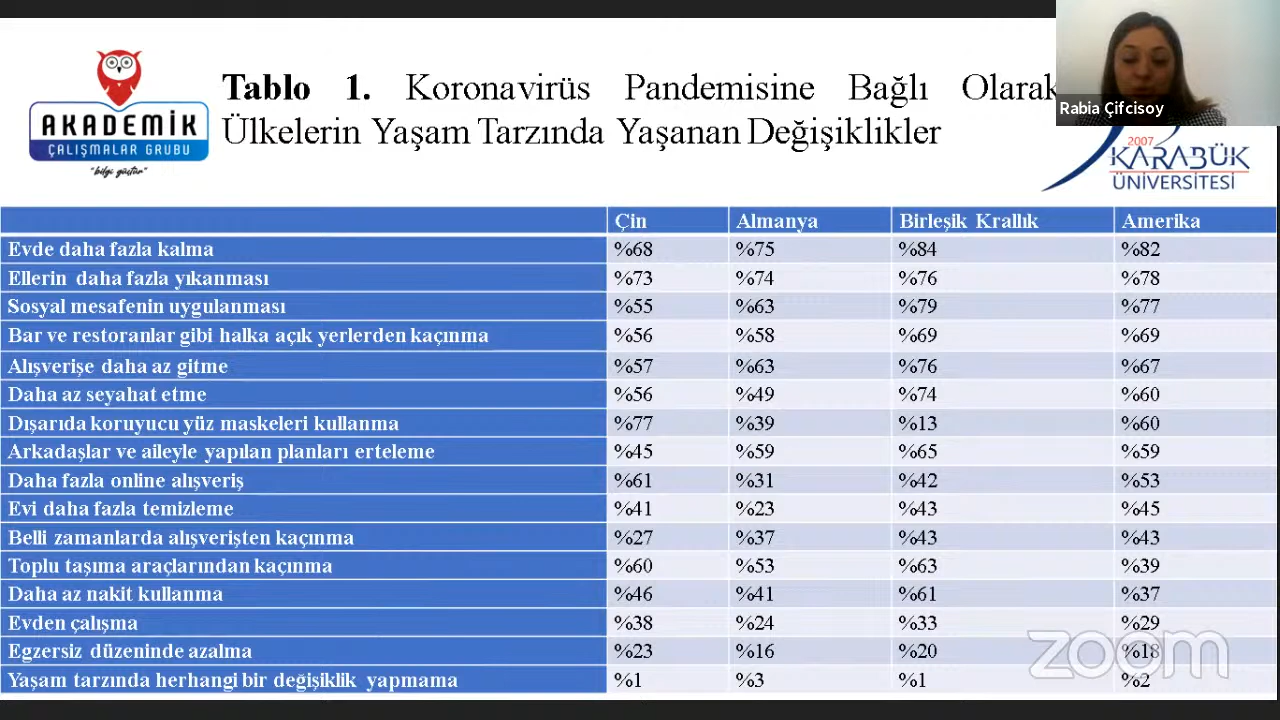 Tablo 1. Koronavirüs Pandemisine Bağlı Olarak
Ülkelerin Yaşam Tarzında Yaşanan Değişiklikler
Rabia Çifcisoy
AKADEMİK
ÇALIŞMALAR GRUBU
"bilgi güçtür"
2007
KARABÜK
ÜNİVERSİTESİ
Çin Almanya Birleşik Krallık Amerika
Evde daha fazla kalma %68 %75 %84 %82
Ellerin daha fazla yıkanması %73 %74 %76 %78
Sosyal mesafenin uygulanması %55 %63 %79 %77
Bar ve restoranlar gibi halka açık yerlerden kaçınma %56 %58 %69 %69
Alışverişe daha az gitme %57 %63 %76 %67
Daha az seyahat etme %56 %49 %74 %60
Dışarıda koruyucu yüz maskeleri kullanma %77 %39 %13 %60
Arkadaşlar ve aileyle yapılan planları erteleme %45 %59 %65 %59
Daha fazla online alışveriş %61 %31 %42 %53
Evi daha fazla temizleme %41 %23 %43 %45
Belli zamanlarda alışverişten kaçınma %27 %37 %43 %43
Toplu taşıma araçlarından kaçınma %60 %53 %63 %39
Daha az nakit kullanma %46 %41 %61 %37
Evden çalışma %38 %24 %33 %29
Egzersiz düzeninde azalma %23 %16 %20 %18
Yaşam tarzında herhangi bir değişiklik yapmama %1 %3 %1 %2
zoom